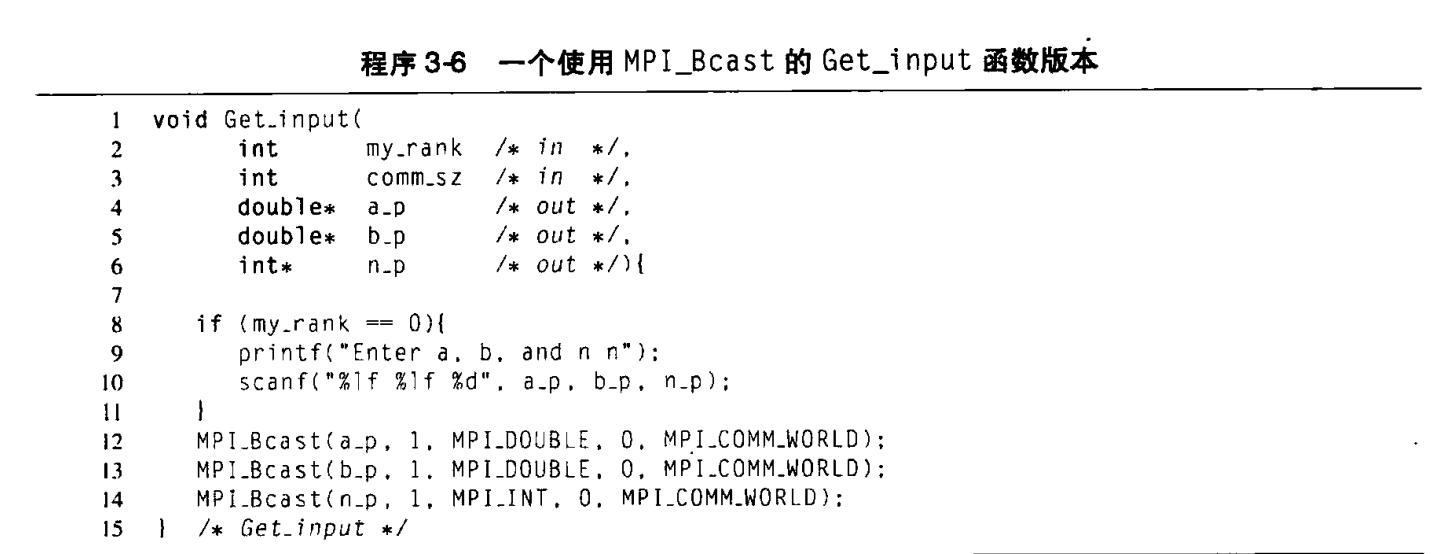 程序 3-6 一个使用 MPI_Bcast 的 Get_input 函数版本
1 void Get_input(
2 int my_rank /* in */,
3 int comm_sz /* in */,
4 double* a_p /* out */,
5 double* b_p /* out */,
6 int* n_p /* out */){
7
8 if (my_rank == 0){
9 printf("Enter a, b, and n n");
10 scanf("%lf %lf %d", a_p, b_p, n_p);
11 }
12 MPI_Bcast(a_p, 1, MPI_DOUBLE, 0, MPI_COMM_WORLD);
13 MPI_Bcast(b_p, 1, MPI_DOUBLE, 0, MPI_COMM_WORLD);
14 MPI_Bcast(n_p, 1, MPI_INT, 0, MPI_COMM_WORLD);
15 } /* Get_input */